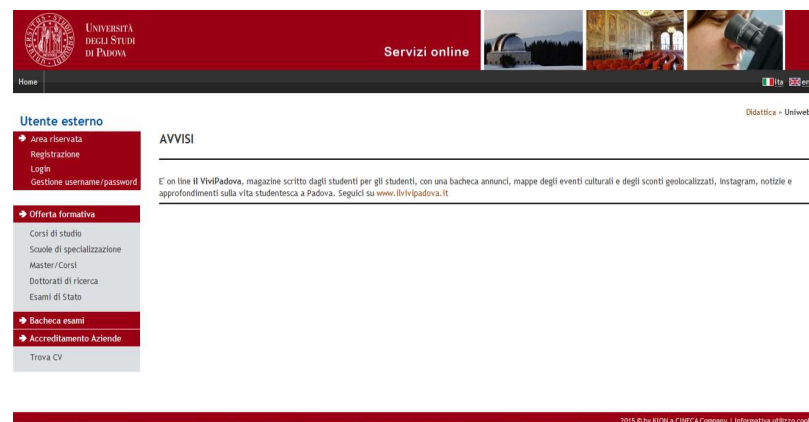 UNIVERSITÀ
DEGLI STUDI
DI PADOVA
Servizi online
Home
ita en
Didattica » Uniweb
Utente esterno
Area riservata
Registrazione
Login
Gestione username/password
AVVISI
E' on line il ViviPadova, magazine scritto dagli studenti per gli studenti, con una bacheca annunci, mappe degli eventi culturali e degli sconti geolocalizzati, Instagram, notizie e
approfondimenti sulla vita studentesca a Padova. Seguici su www.ilvivipadova.it
Offerta formativa
Corsi di studio
Scuole di specializzazione
Master/Corsi
Dottorati di ricerca
Esami di Stato
Bacheca esami
Accreditamento Aziende
Trova CV
2015 © by KION a CINECA Company | Informativa utilizzo coo